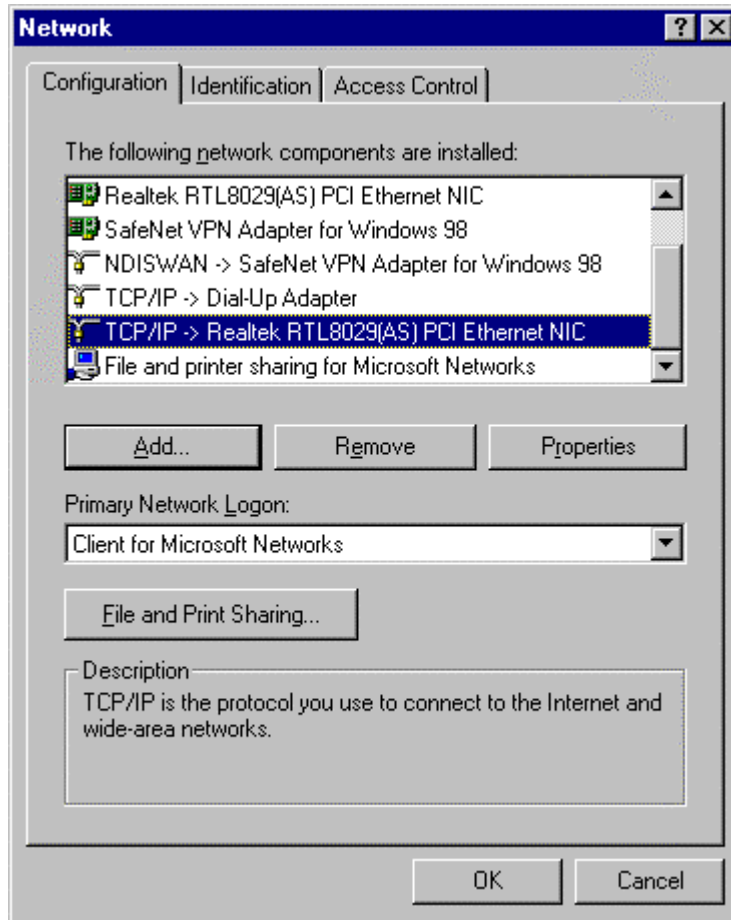 Network
Configuration Identification Access Control
The following network components are installed:
Realtek RTL8029(AS) PCI Ethernet NIC
SafeNet VPN Adapter for Windows 98
NDISWAN -> SafeNet VPN Adapter for Windows 98
TCP/IP -> Dial-Up Adapter
TCP/IP -> Realtek RTL8029(AS) PCI Ethernet NIC
File and printer sharing for Microsoft Networks
Add... Remove Properties
Primary Network Logon:
Client for Microsoft Networks
File and Print Sharing...
Description
TCP/IP is the protocol you use to connect to the Internet and
wide-area networks.
OK Cancel